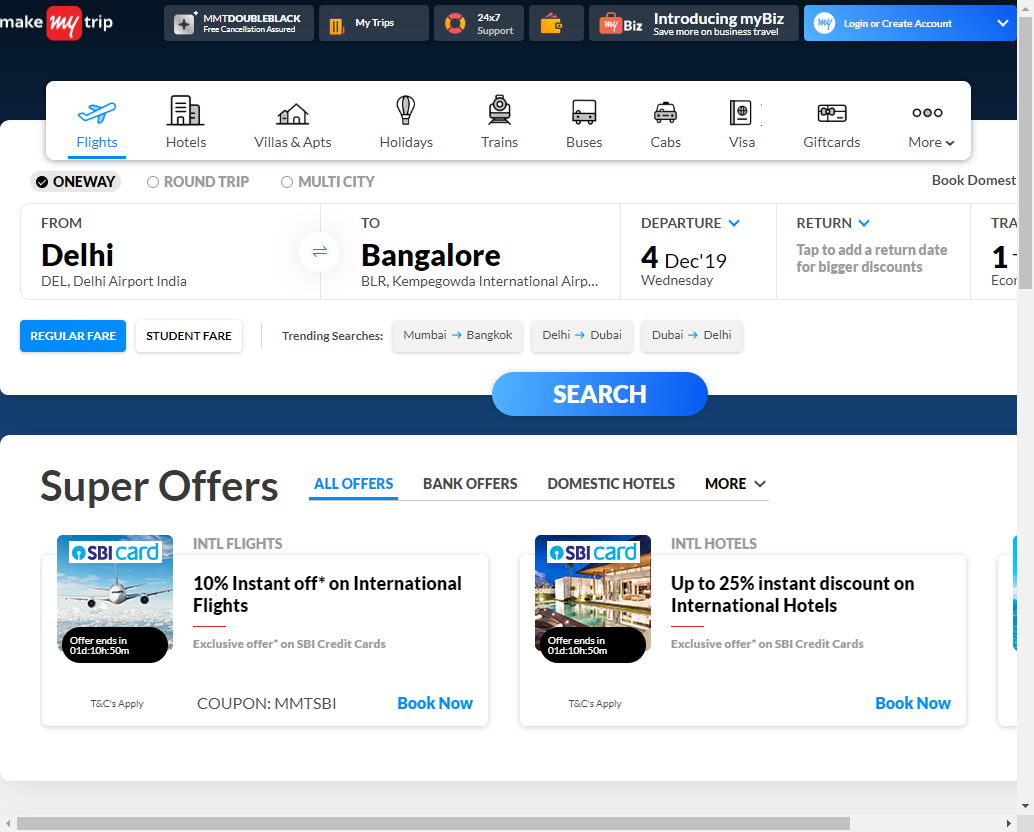 make my trip
MMTDOUBLEBLACK
Free Cancellation Assured
My Trips
24x7
Support
my Biz
Introducing myBiz
Save more on business travel
my
Login or Create Account
Flights
Hotels
Villas & Apts
Holidays
Trains
Buses
Cabs
Visa
Giftcards
More
ONEWAY
ROUND TRIP
MULTI CITY
Book Domest
FROM
Delhi
DEL, Delhi Airport India
TO
Bangalore
BLR, Kempegowda International Airp...
DEPARTURE
4 Dec'19
Wednesday
RETURN
Tap to add a return date
for bigger discounts
TRA
1
Econ
REGULAR FARE
STUDENT FARE
Trending Searches:
Mumbai → Bangkok
Delhi → Dubai
Dubai → Delhi
SEARCH
Super Offers
ALL OFFERS
BANK OFFERS
DOMESTIC HOTELS
MORE
SBI card
Offer ends in
01d:10h:50m
INTL FLIGHTS
10% Instant off* on International
Flights
Exclusive offer* on SBI Credit Cards
T&C's Apply
COUPON: MMTSBI
Book Now
SBI card
Offer ends in
01d:10h:50m
INTL HOTELS
Up to 25% instant discount on
International Hotels
Exclusive offer* on SBI Credit Cards
T&C's Apply
Book Now